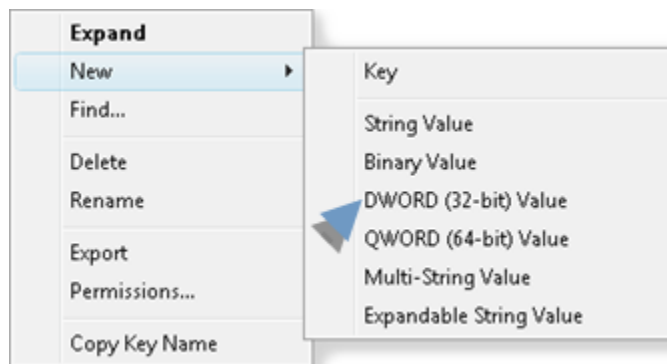 Expand
New
Find...
Delete
Rename
Export
Permissions...
Copy Key Name
Key
String Value
Binary Value
DWORD (32-bit) Value
QWORD (64-bit) Value
Multi-String Value
Expandable String Value